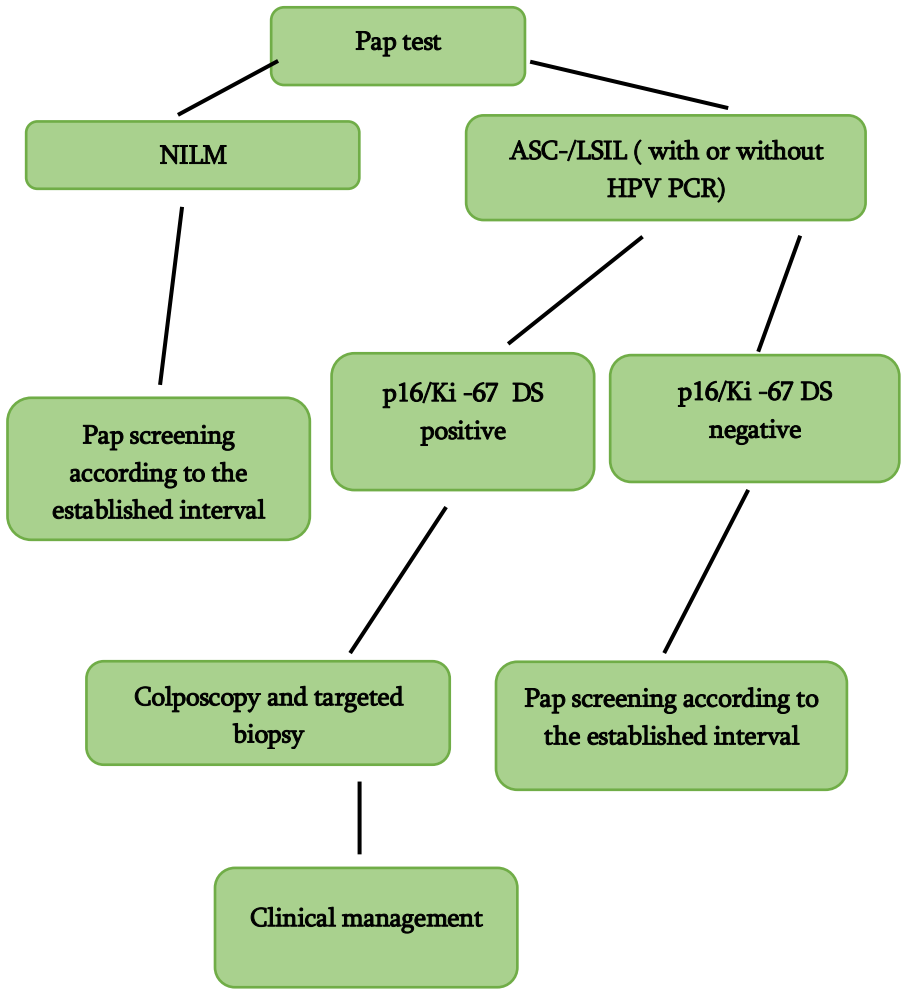 Pap test
NILM
ASC-/LSIL ( with or without
HPV PCR)
p16/Ki -67  DS
positive
p16/Ki -67 DS
negative
Pap screening
according to the
established interval
Colposcopy and targeted
biopsy
Pap screening according to
the established interval
Clinical management